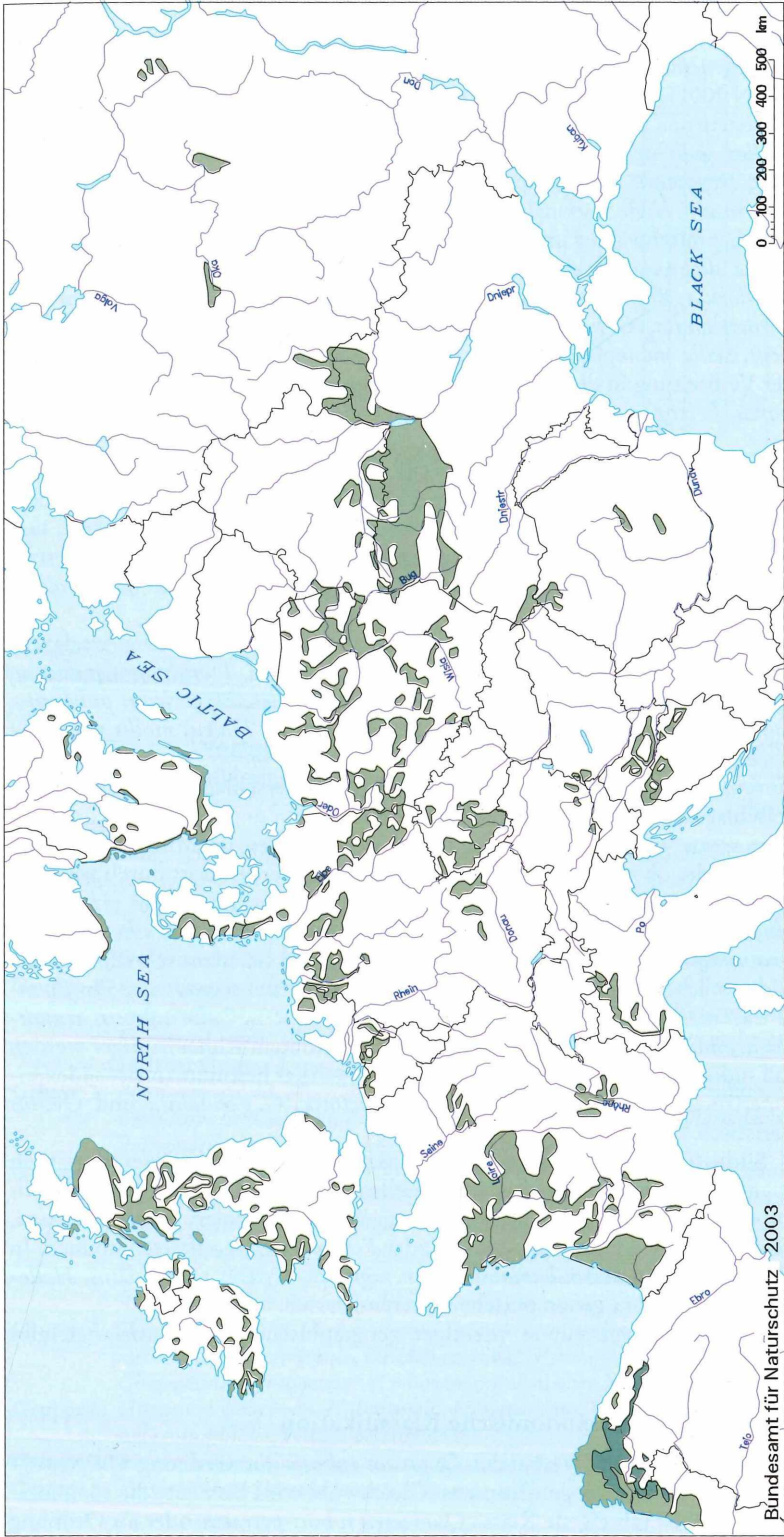 NORTH SEA
BALTIC SEA
BLACK SEA
Volga
Oka
Don
Kuban
Dnjepr
Dnjestr
Dunav
Bug
Wisła
Oder
Elbe
Rhein
Donau
Po
Seine
Loire
Rhône
Ebro
Tejo
0 100 200 300 400 500 km
Bundesamt für Naturschutz 2003